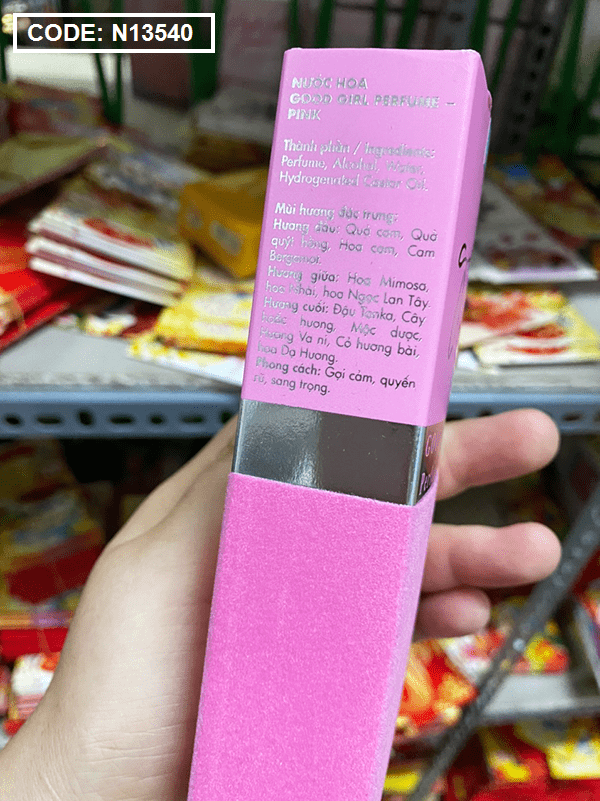 CODE: N13540
NƯỚC HOA
GOOD GIRL PERFUME –
PINK
Thành phần / Ingredients:
Perfume, Alcohol, Water,
Hydrogenated Castor Oil.
Mùi hương đặc trưng:
Hương đầu: Quả cam, Quả
quýt hồng, Hoa cam, Cam
Bergamot.
Hương giữa: Hoa Mimosa,
hoa Nhài, hoa Ngọc Lan Tây.
Hương cuối: Đậu Tonka, Cây
hoắc hương, Mộc dược,
hương Va ni, Cỏ hương bài,
hoa Dạ Hương.
Phong cách: Gợi cảm, quyến
rũ, sang trọng.